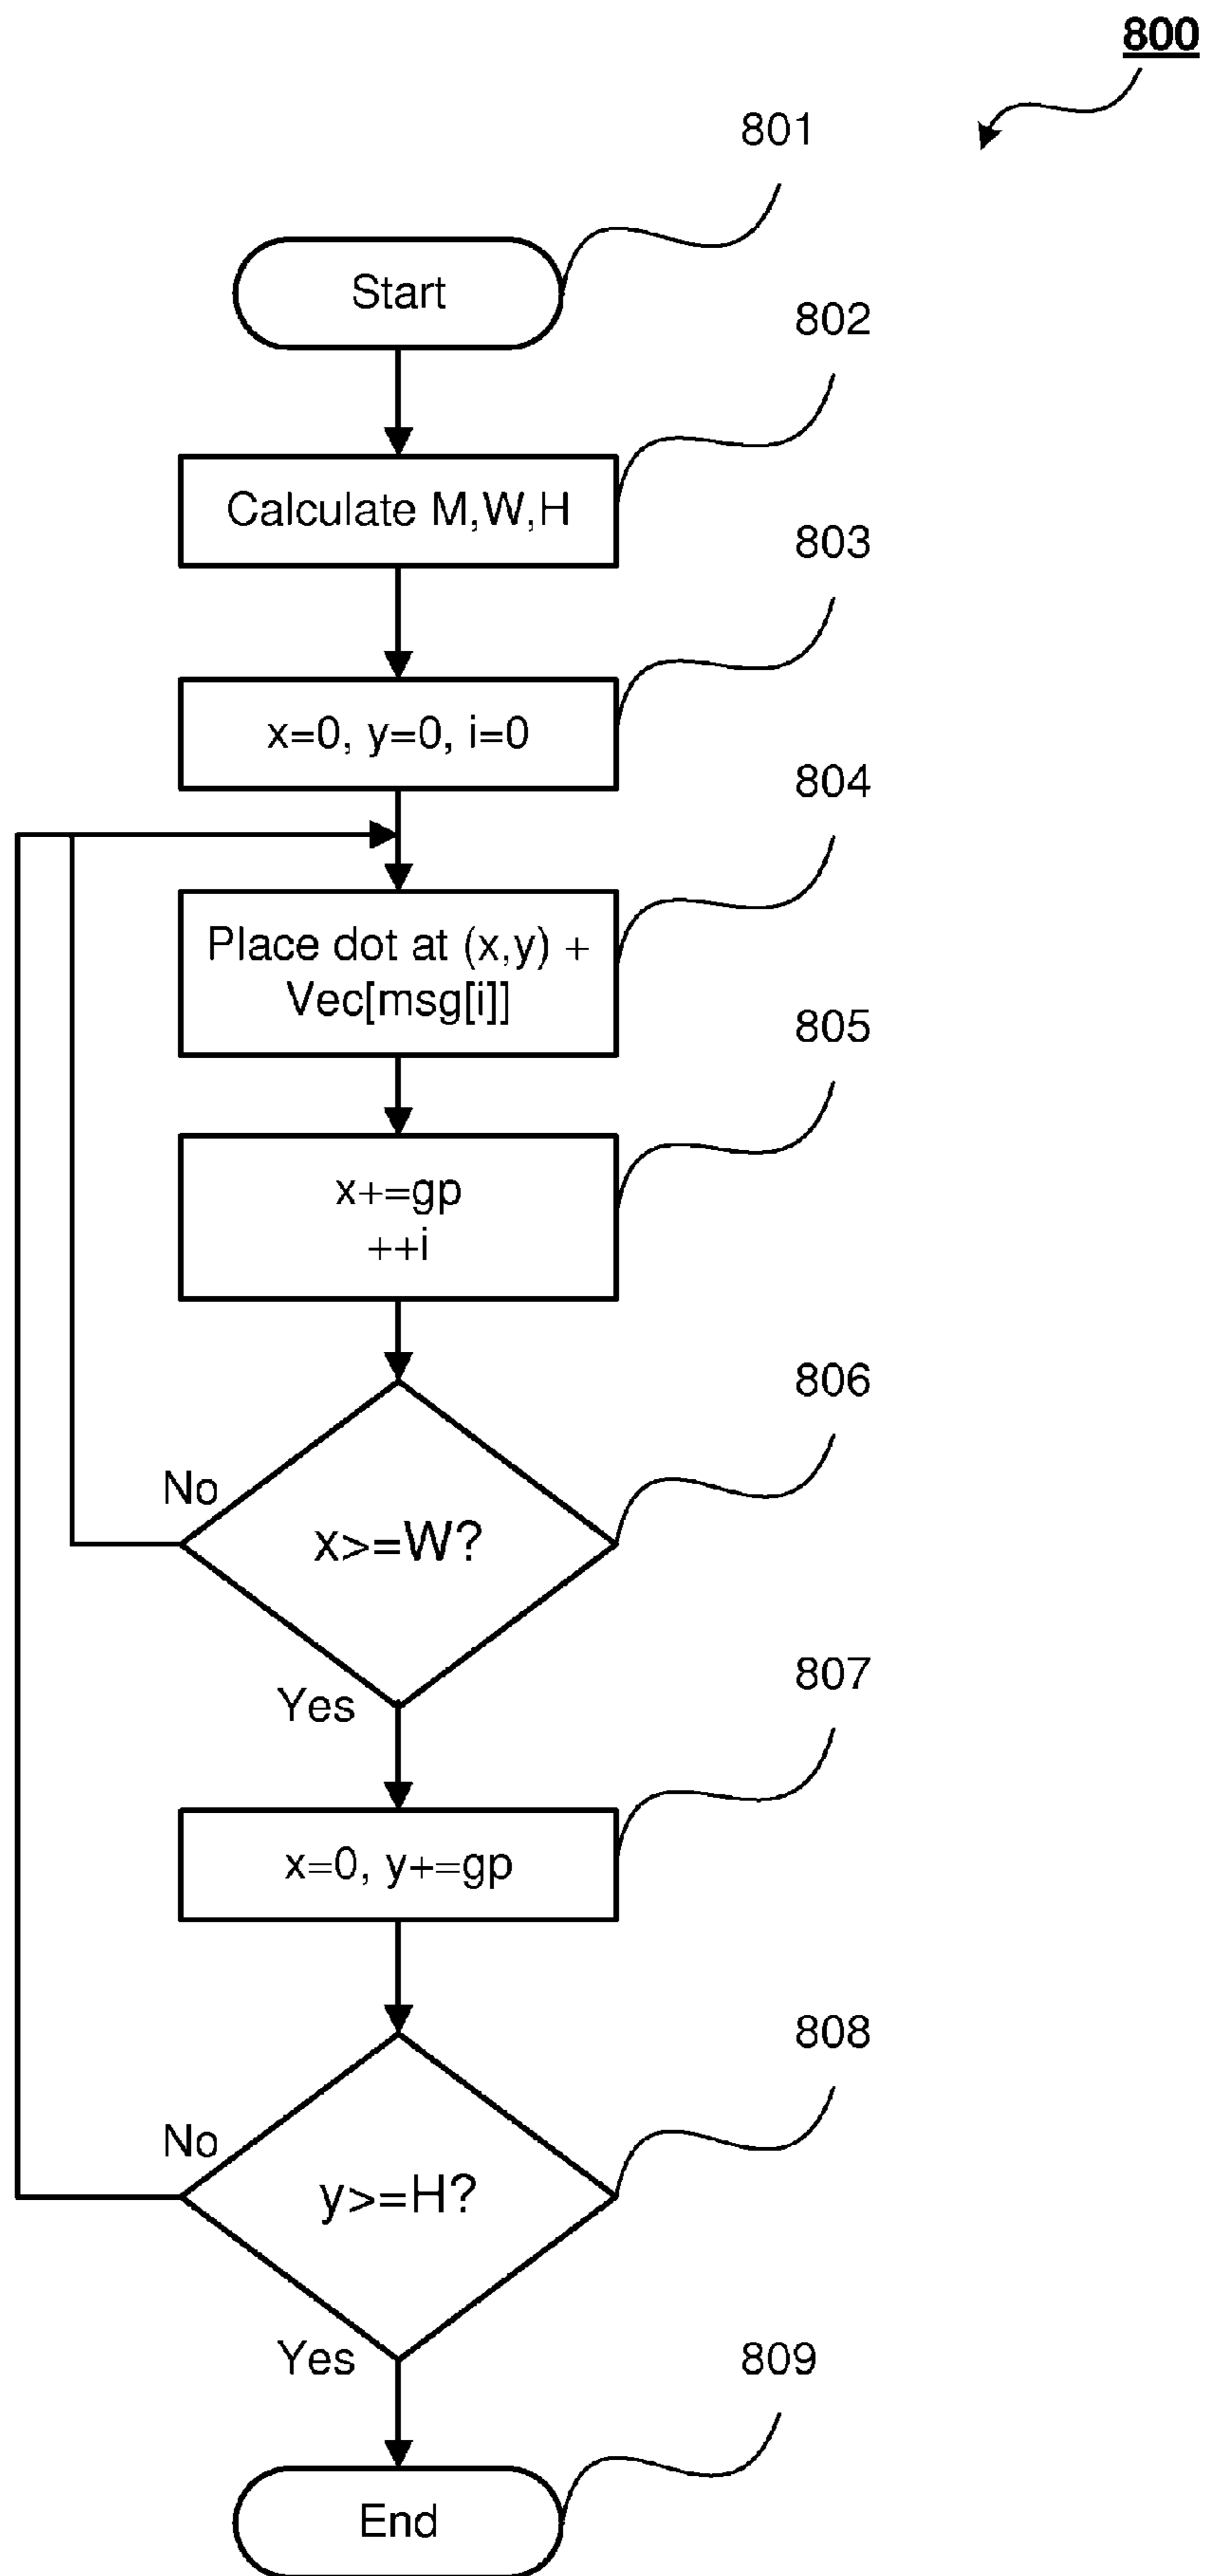 800
801
Start
802
Calculate M,W,H
803
x=0, y=0, i=0
804
Place dot at (x,y) +
Vec[msg[i]]
805
x+=gp
++i
806
No
x>=W?
Yes
807
x=0, y+=gp
808
No
y>=H?
Yes
809
End